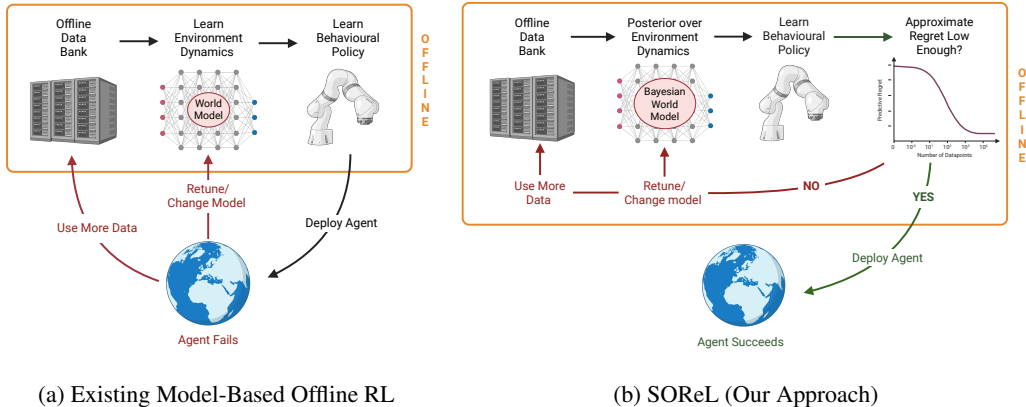 Offline
Data
Bank
Learn
Environment
Dynamics
Learn
Behavioural
Policy
OFFLINE
World
Model
Use More Data
Retune/
Change Model
Deploy Agent
Agent Fails
(a) Existing Model-Based Offline RL
Offline
Data
Bank
Posterior over
Environment
Dynamics
Learn
Behavioural
Policy
Approximate
Regret Low
Enough?
OFFLINE
Bayesian
World
Model
Predictive Regret
Number of Datapoints
Use More
Data
Retune/
Change model
NO
YES
Deploy Agent
Agent Succeeds
(b) SOReL (Our Approach)